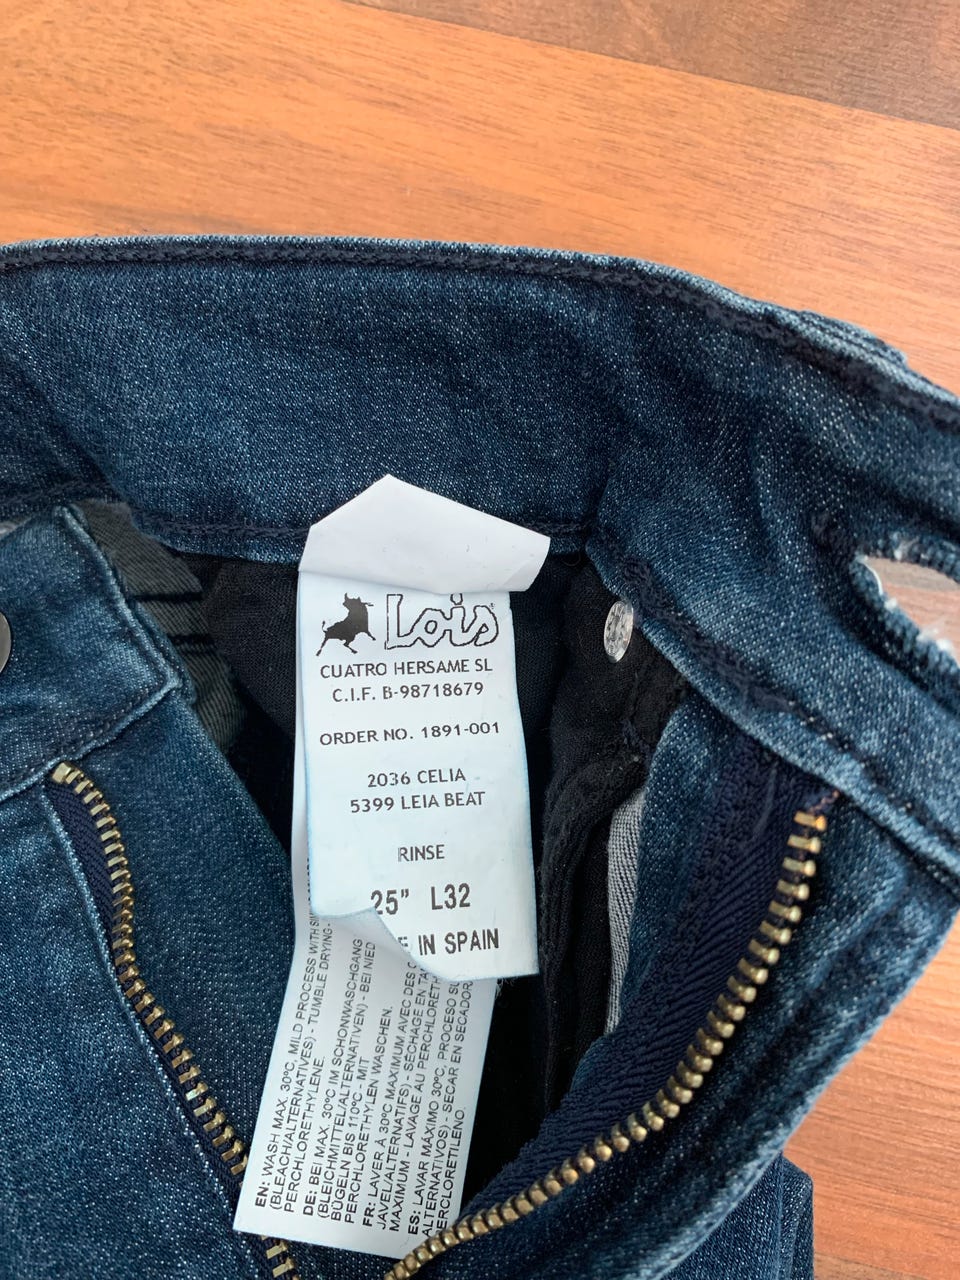 Lois
CUATRO HERSAME SL
C.I.F. B-98718679
ORDER NO. 1891-001
2036 CELIA
5399 LEIA BEAT
RINSE
25" L32
IN SPAIN
EN: WASH MAX. 30ºC, MILD PROCESS WITH
(BLEACH/ALTERNATIVES) - TUMBLE DRYING -
PERCHLORETHYLENE.
DE: BEI MAX. 30ºC IM SCHONWASCHGANG
(BLEICHMITTEL/ALTERNATIVEN) - BEI NIED
BÜGELN BIS 110ºC - MIT
PERCHLORETHYLEN WASCHEN.
FR: LAVER À 30ºC MAXIMUM AVEC DES
JAVEL/ALTERNATIFS) - SÉCHAGE EN
MAXIMUM - LAVAGE AU PERCHLORÉTH
ES: LAVAR MÁXIMO 30ºC, PROCESO
ALTERNATIVOS) - SECAR EN SECADOR
ERCLORETILENO.